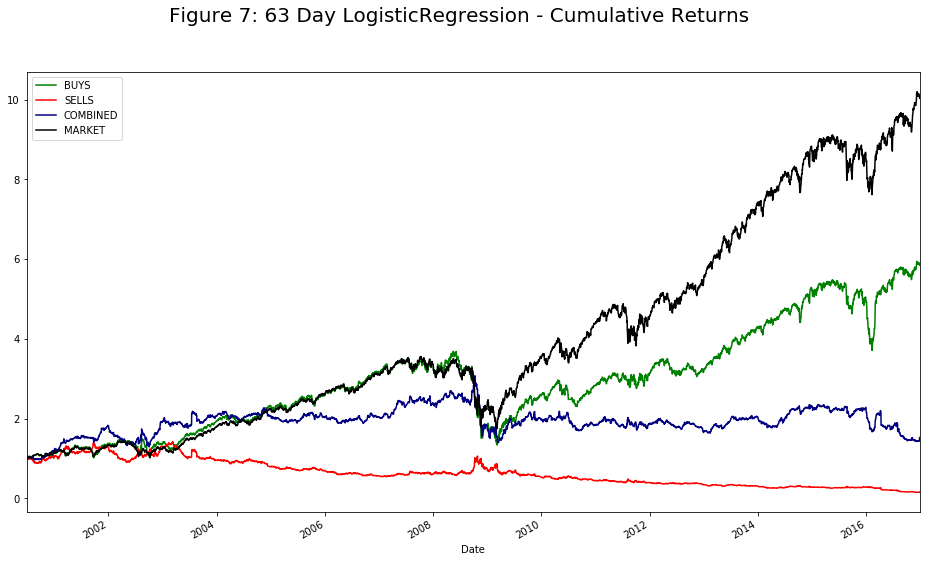 Figure 7: 63 Day LogisticRegression - Cumulative Returns
BUYS
SELLS
COMBINED
MARKET
10
8
6
4
2
0
2002
2004
2006
2008
2010
2012
2014
2016
Date